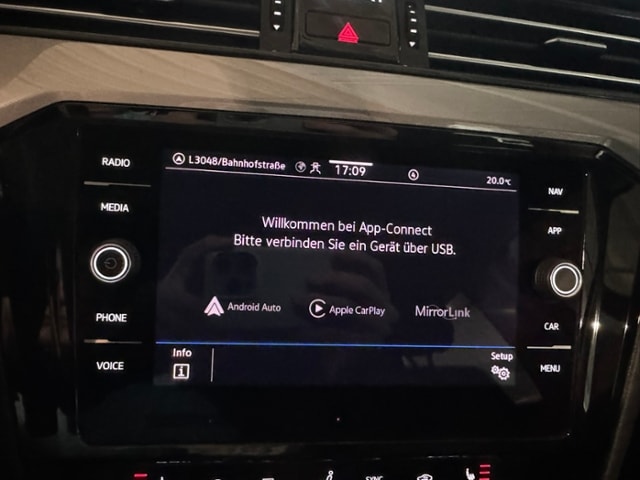 RADIO
MEDIA
PHONE
VOICE
L3048/Bahnhofstraße
17:09
20.0°C
Willkommen bei App-Connect
Bitte verbinden Sie ein Gerät über USB.
Android Auto
Apple CarPlay
MirrorLink
Info
Setup
NAV
APP
CAR
MENU
SYNC